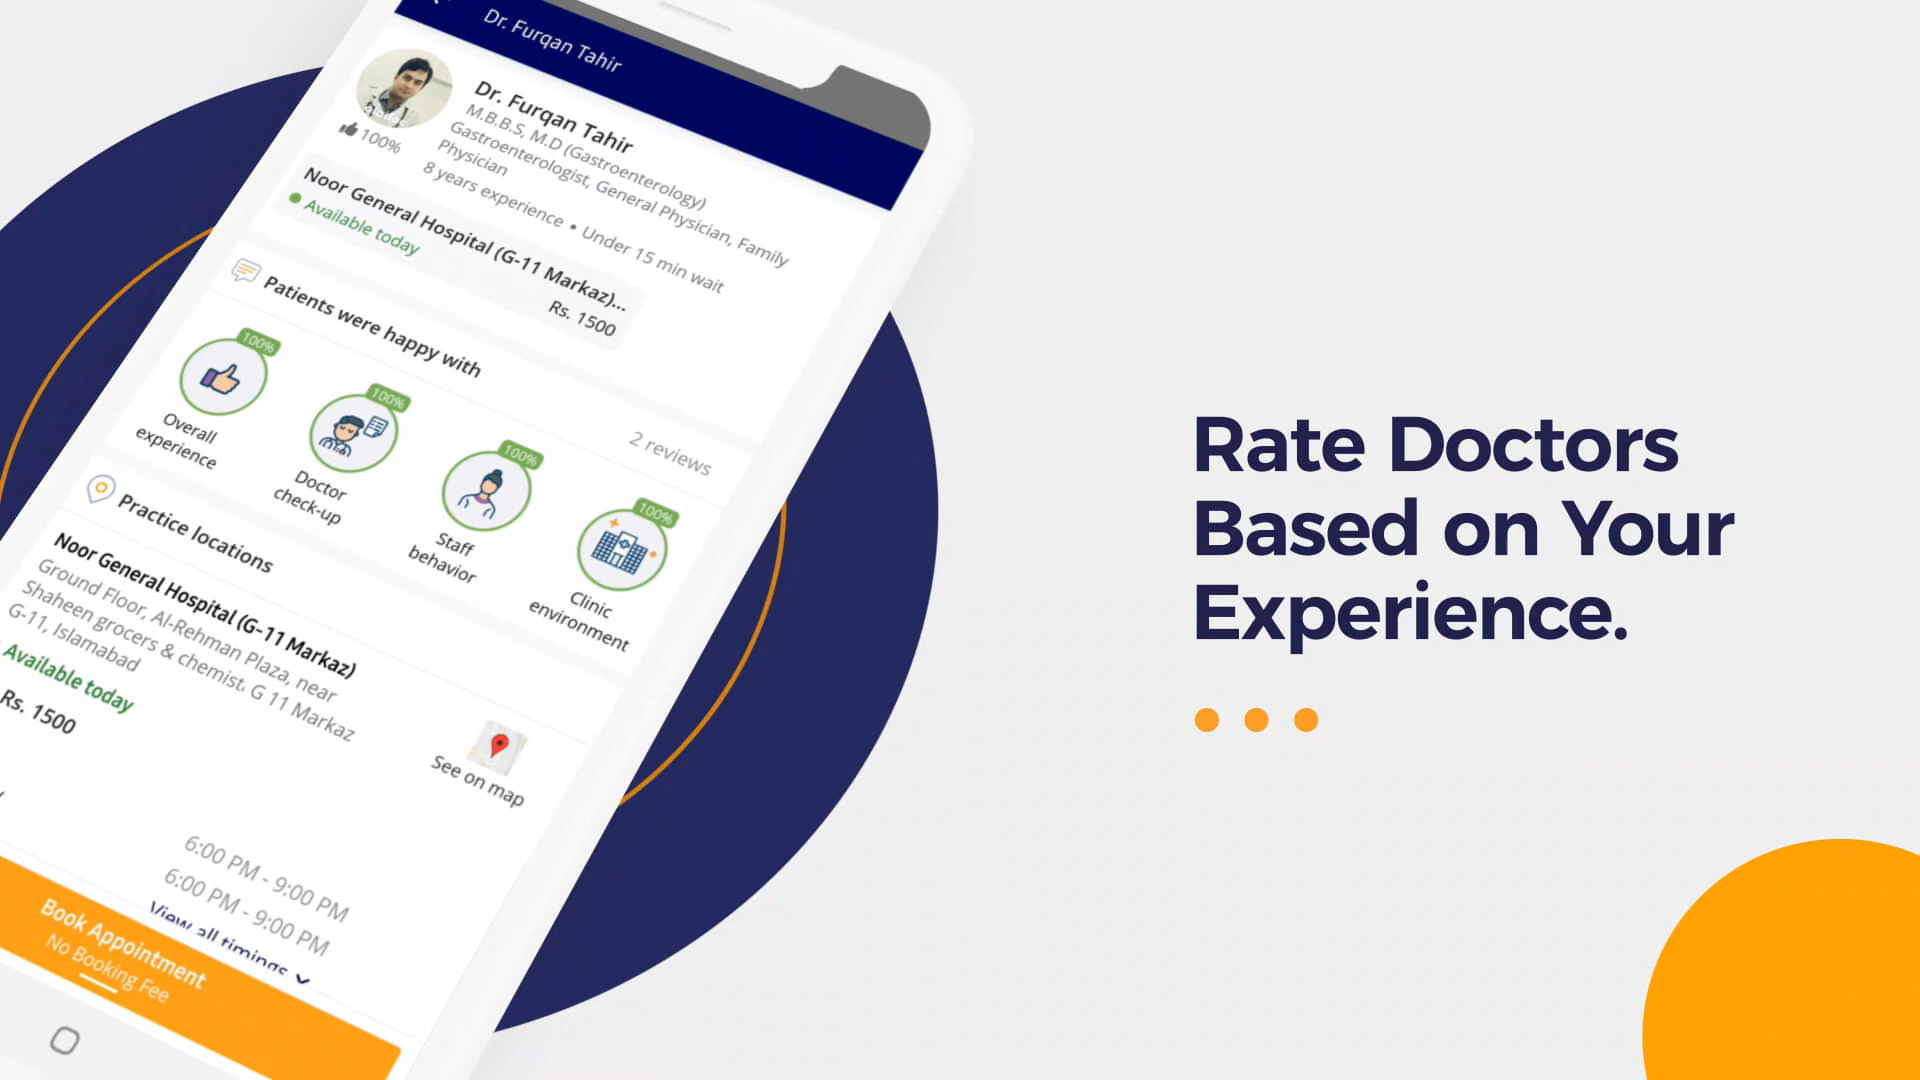 Dr. Furqan Tahir
Dr. Furqan Tahir
M.B.B.S, M.D (Gastroenterology)
Gastroenterologist, General Physician, Family
Physician
8 years experience • Under 15 min wait
100%
Noor General Hospital (G-11 Markaz)...
Available today
Rs. 1500
Patients were happy with
2 reviews
100%
Overall
experience
100%
Doctor
check-up
100%
Staff
behavior
100%
Clinic
environment
Practice locations
Noor General Hospital (G-11 Markaz)
Ground Floor, Al-Rehman Plaza, near
Shaheen grocers & chemist, G 11 Markaz
G-11, Islamabad
Available today
Rs. 1500
See on map
6:00 PM - 9:00 PM
6:00 PM - 9:00 PM
View all timings
Book Appointment
No Booking Fee
Rate Doctors
Based on Your
Experience.